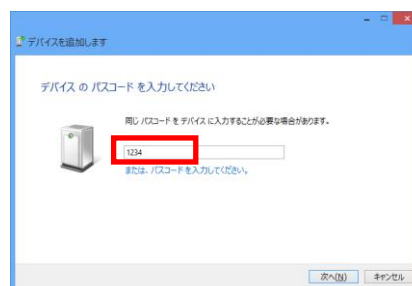 デバイスを追加します
デバイス の パスコード を入力してください
同じ パスコード を デバイス に入力することが必要な場合があります。
1234
または、パスコード を入力してください。
次へ(N) キャンセル